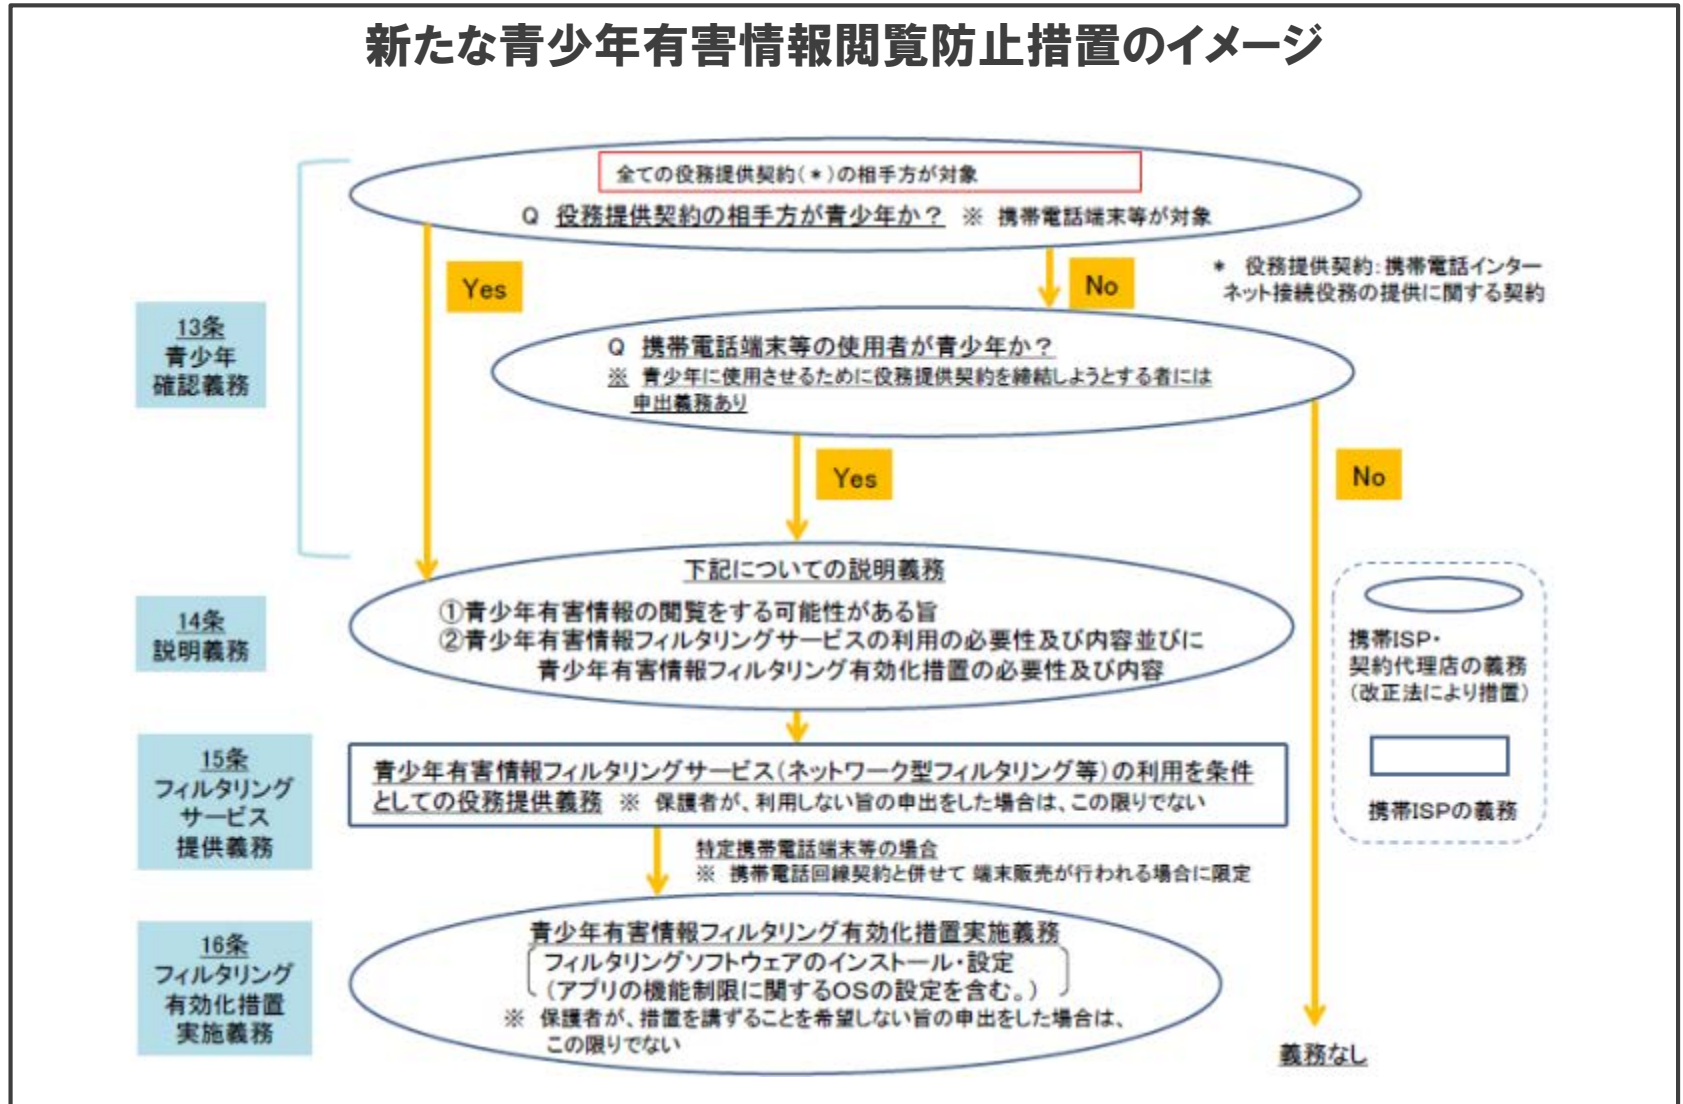 新たな青少年有害情報閲覧防止措置のイメージ
全ての役務提供契約(*)の相手方が対象
Q 役務提供契約の相手方が青少年か? ※ 携帯電話端末等が対象
Yes
No
* 役務提供契約:携帯電話インター
ネット接続役務の提供に関する契約
13条
青少年
確認義務
Q 携帯電話端末等の使用者が青少年か?
※ 青少年に使用させるために役務提供契約を締結しようとする者には
申出義務あり
Yes
No
14条
説明義務
下記についての説明義務
①青少年有害情報の閲覧をする可能性がある旨
②青少年有害情報フィルタリングサービスの利用の必要性及び内容並びに
青少年有害情報フィルタリング有効化措置の必要性及び内容
携帯ISP・
契約代理店の義務
(改正法により措置)
携帯ISPの義務
15条
フィルタリング
サービス
提供義務
青少年有害情報フィルタリングサービス(ネットワーク型フィルタリング等)の利用を条件
としての役務提供義務 ※ 保護者が、利用しない旨の申出をした場合は、この限りでない
特定携帯電話端末等の場合
※ 携帯電話回線契約と併せて 端末販売が行われる場合に限定
16条
フィルタリング
有効化措置
実施義務
青少年有害情報フィルタリング有効化措置実施義務
フィルタリングソフトウェアのインストール・設定
(アプリの機能制限に関するOSの設定を含む。)
※ 保護者が、措置を講ずることを希望しない旨の申出をした場合は、
この限りでない
義務なし